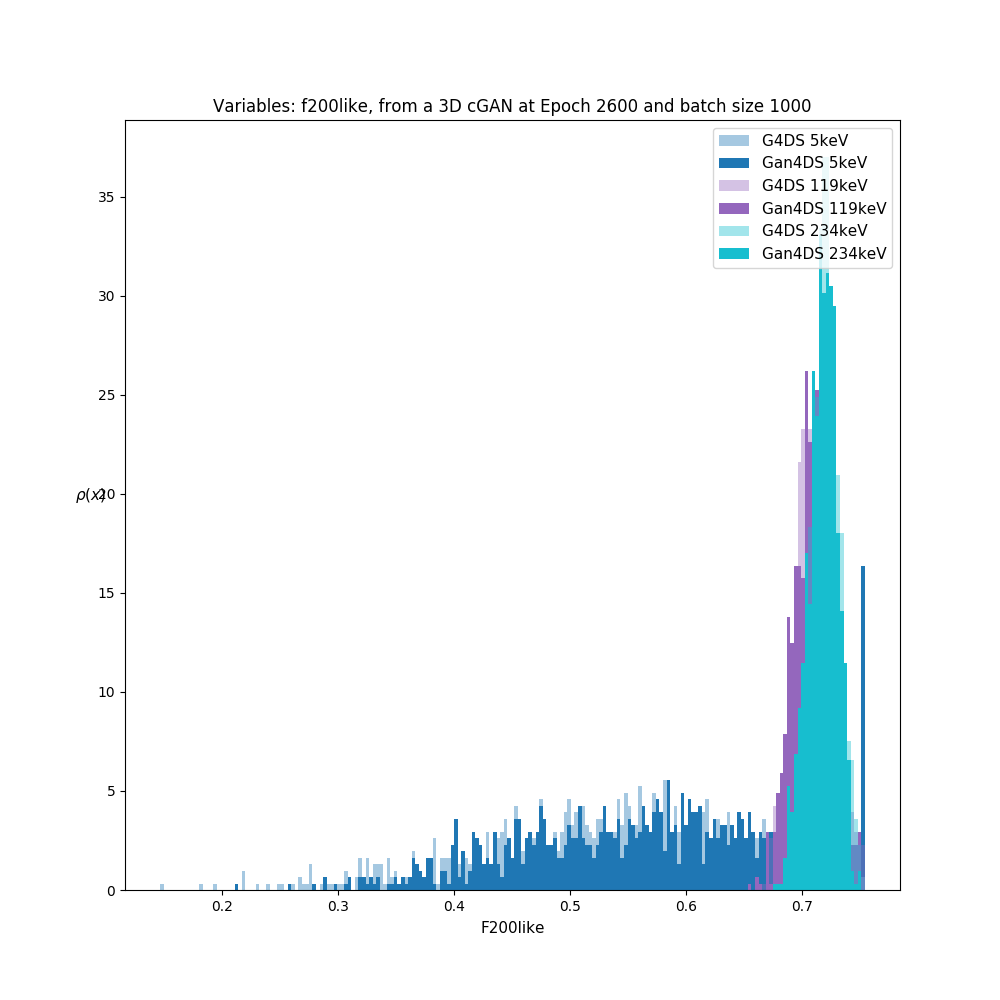 Variables: f200like, from a 3D cGAN at Epoch 2600 and batch size 1000
G4DS 5keV
Gan4DS 5keV
G4DS 119keV
Gan4DS 119keV
G4DS 234keV
Gan4DS 234keV
35
30
25
ρ(x)
20
15
10
5
0
0.2 0.3 0.4 0.5 0.6 0.7
F200like